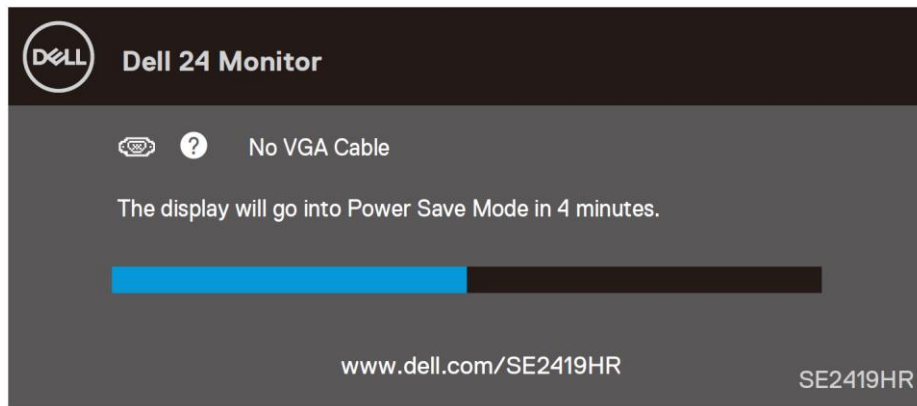 DELL
Dell 24 Monitor
? No VGA Cable
The display will go into Power Save Mode in 4 minutes.
www.dell.com/SE2419HR
SE2419HR